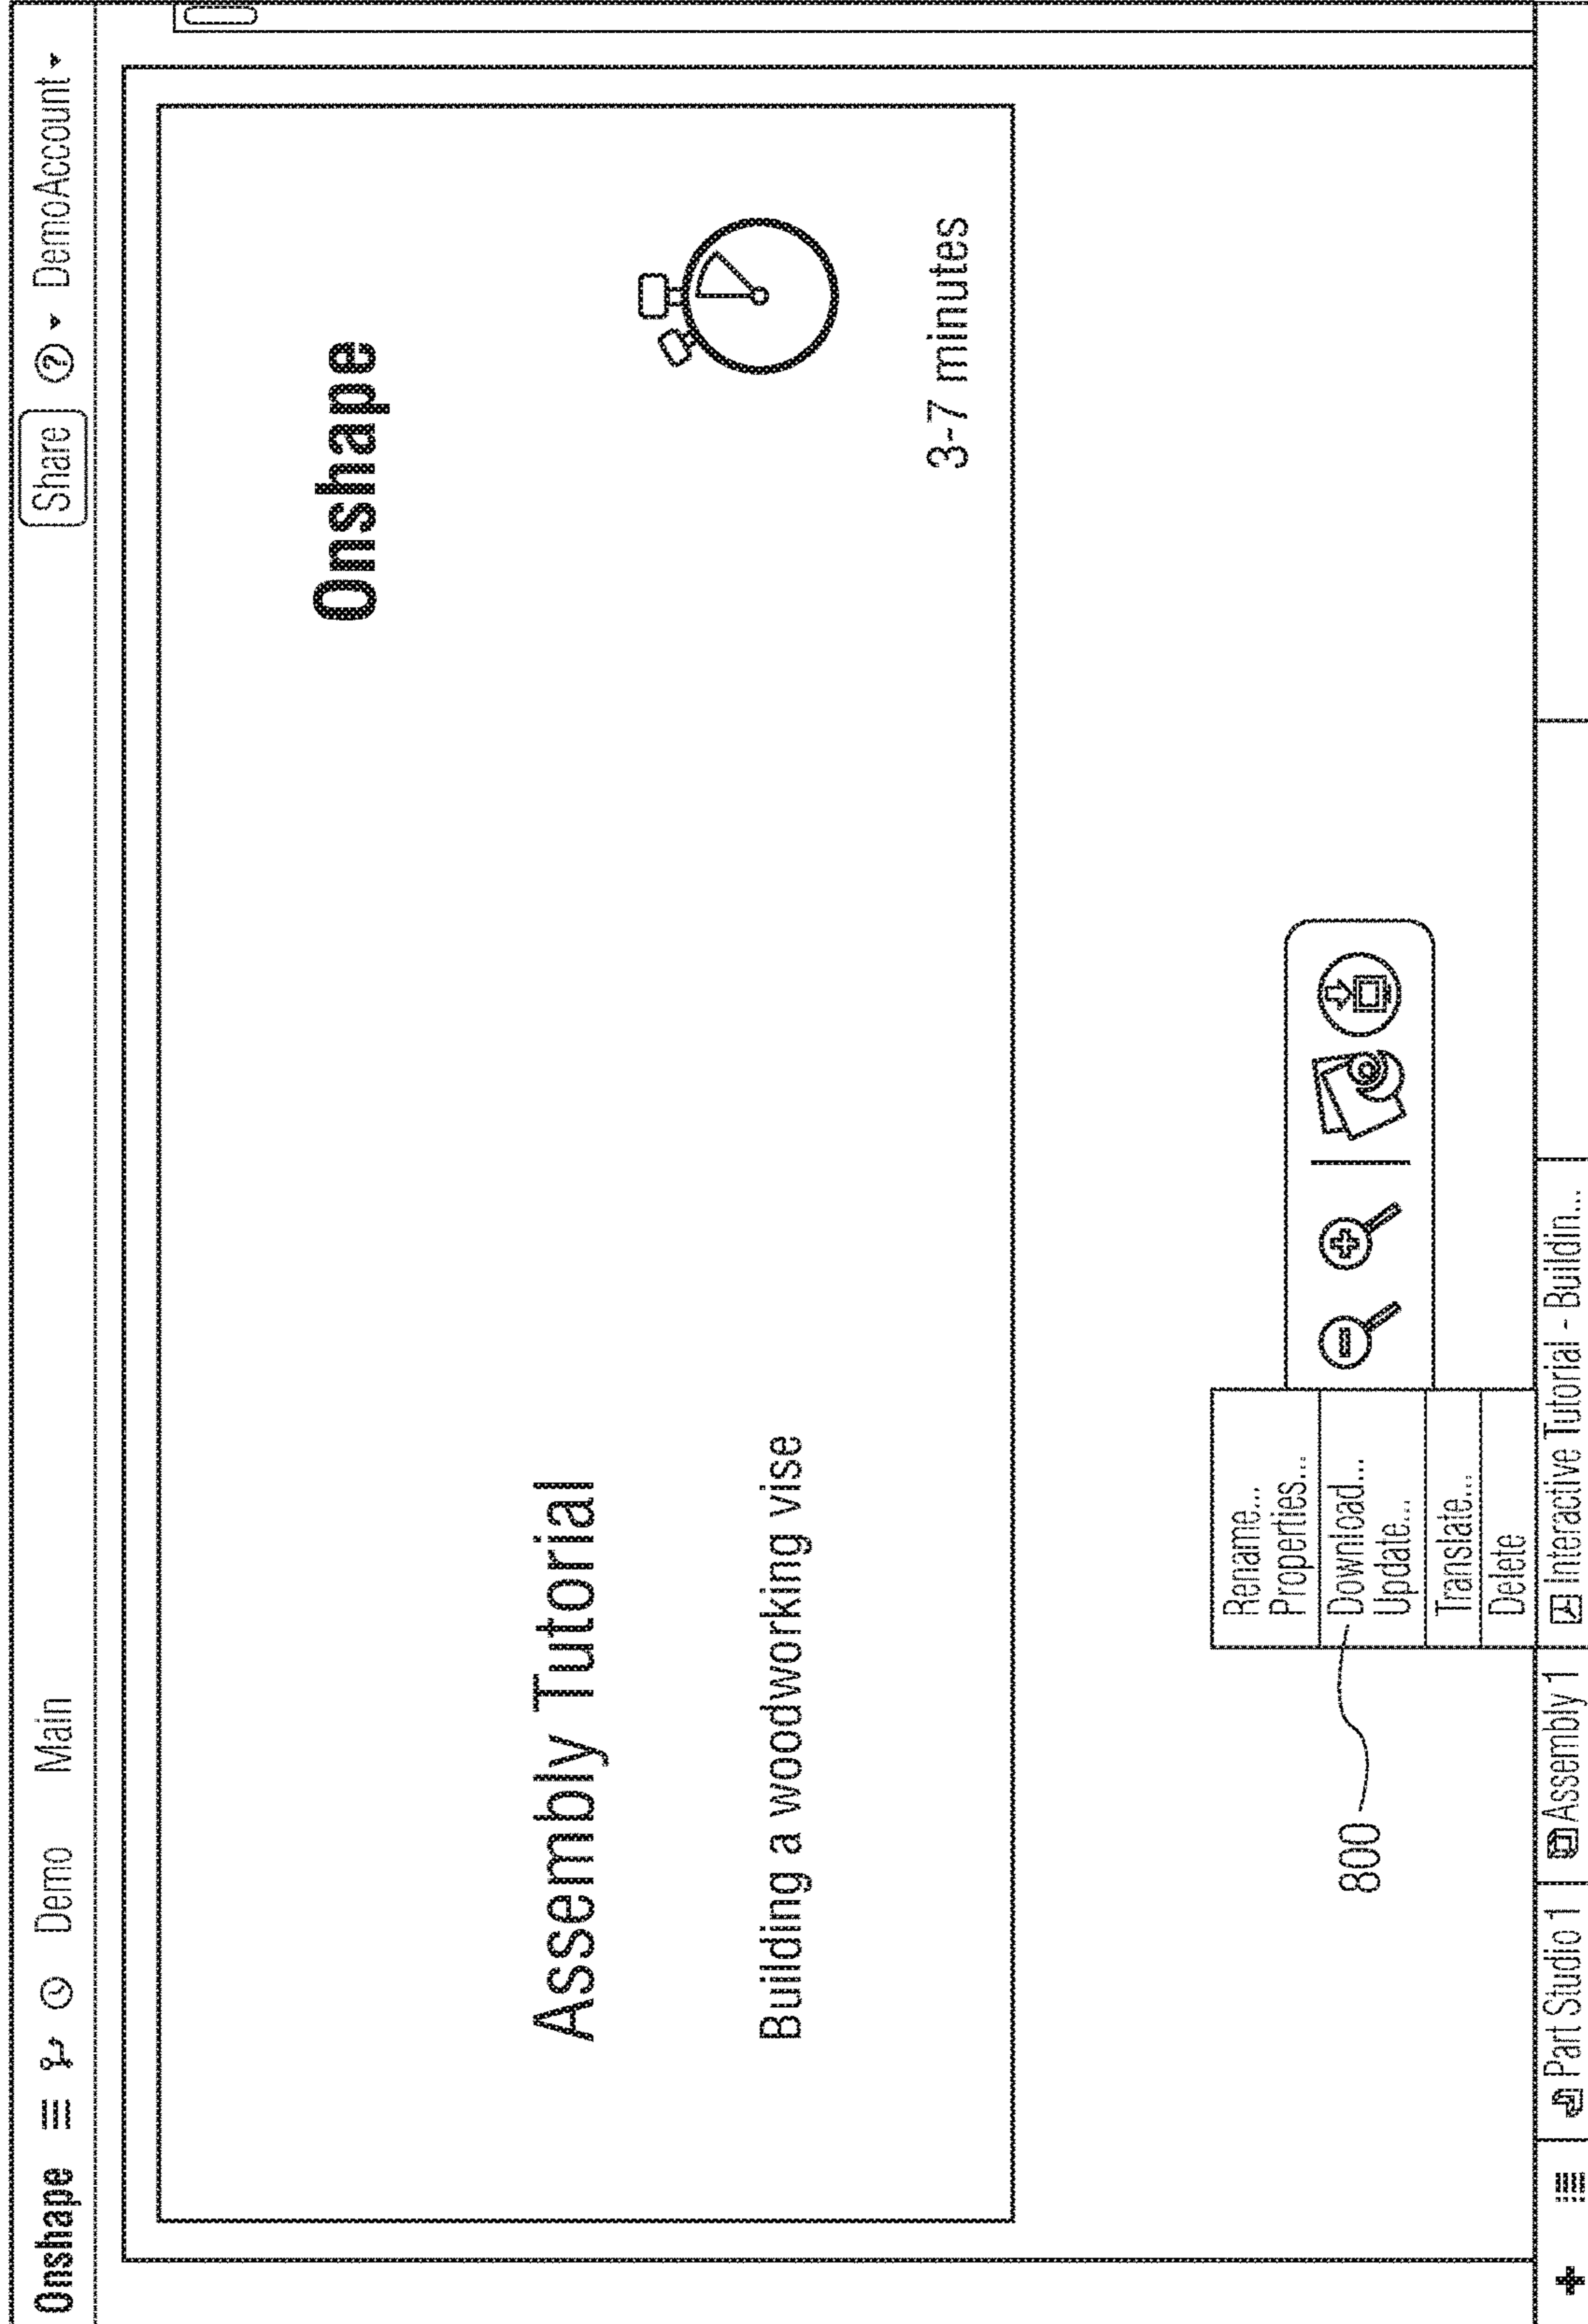 Onshape Demo Main Share ? DemoAccount
Onshape
Assembly Tutorial
Building a woodworking vise
3-7 minutes
Rename...
Properties...
Download...
Update...
Translate...
Delete
800
+ Part Studio 1 Assembly 1 Interactive Tutorial - Buildin...